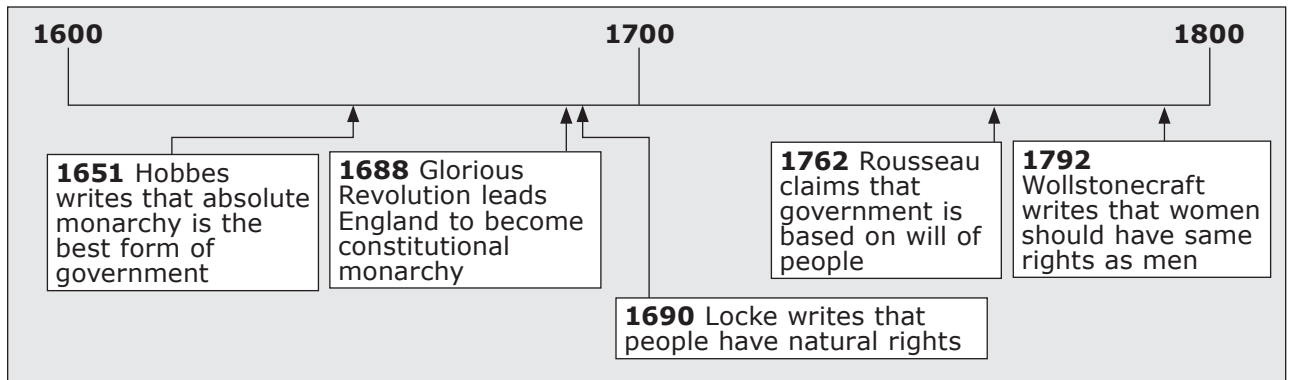 1600
1700
1800
1651 Hobbes
writes that absolute
monarchy is the
best form of
government
1688 Glorious
Revolution leads
England to become
constitutional
monarchy
1690 Locke writes that
people have natural rights
1762 Rousseau
claims that
government is
based on will of
people
1792
Wollstonecraft
writes that women
should have same
rights as men